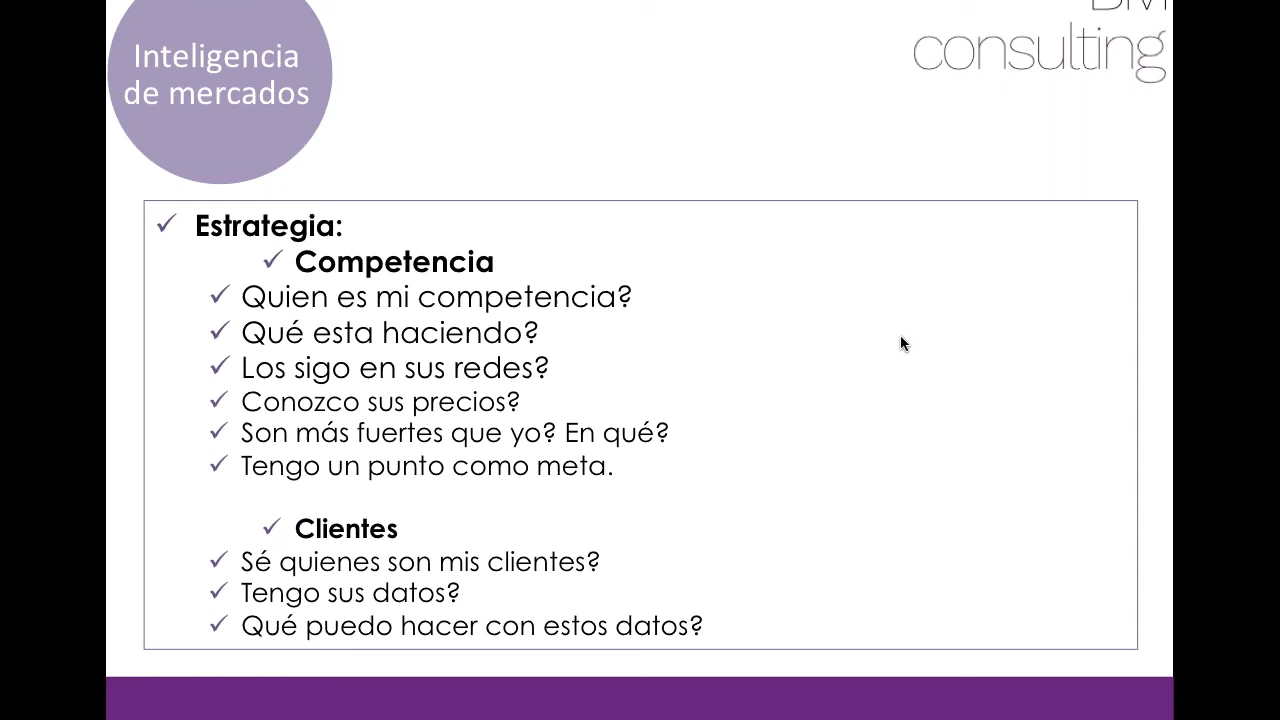 Inteligencia
de mercados
consulting
Estrategia:
Competencia
Quien es mi competencia?
Qué esta haciendo?
Los sigo en sus redes?
Conozco sus precios?
Son más fuertes que yo? En qué?
Tengo un punto como meta.
Clientes
Sé quienes son mis clientes?
Tengo sus datos?
Qué puedo hacer con estos datos?